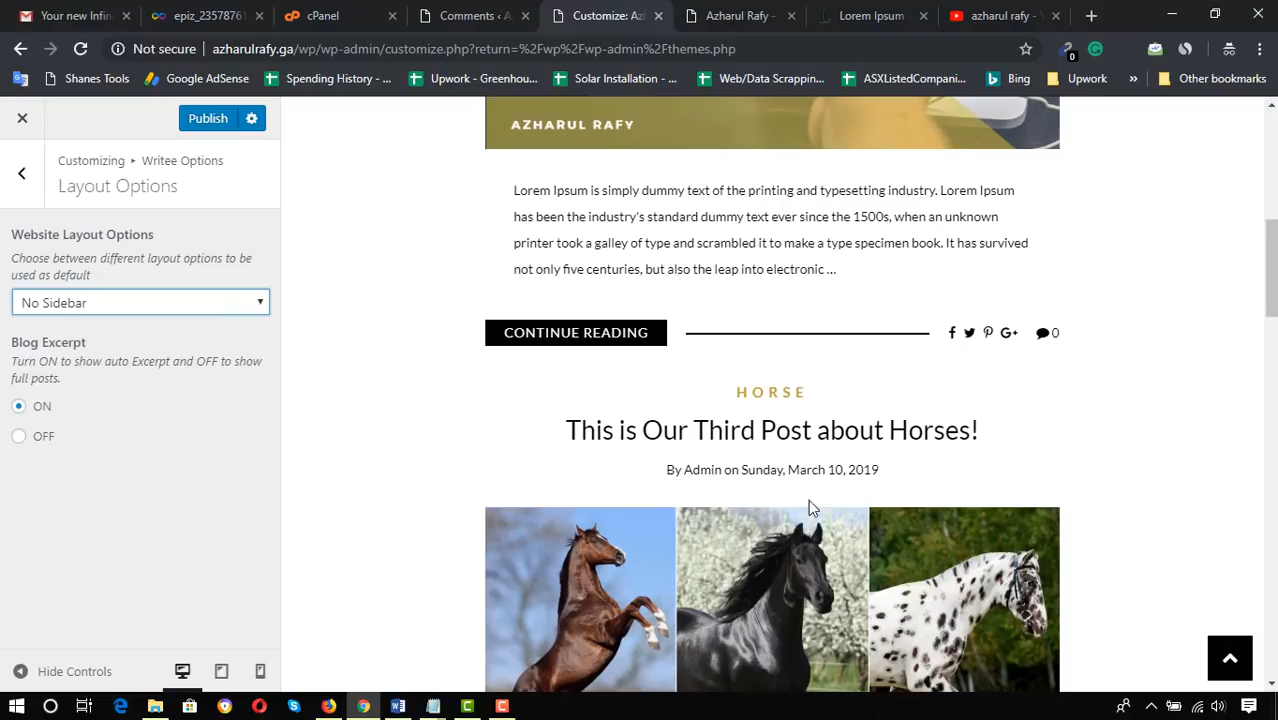 Your new Infin
epiz_23578761
cPanel
Comments ‹ A
Customize: Az
Azharul Rafy –
Lorem Ipsum
azharul rafy - Y
Not secure
azharulrafy.ga/wp/wp-admin/customize.php?return=%2Fwp%2Fwp-admin%2Fthemes.php
0
Shanes Tools
Google AdSense
Spending History -...
Upwork - Greenhou...
Solar Installation -...
Web/Data Scrappin...
ASXListedCompani...
Bing
Upwork
»
Other bookmarks
Publish
Customizing ▸ Writee Options
Layout Options
Website Layout Options
Choose between different layout options to be
used as default
No Sidebar
Blog Excerpt
Turn ON to show auto Excerpt and OFF to show
full posts.
ON
OFF
Hide Controls
AZHARUL RAFY
Lorem Ipsum is simply dummy text of the printing and typesetting industry. Lorem Ipsum
has been the industry's standard dummy text ever since the 1500s, when an unknown
printer took a galley of type and scrambled it to make a type specimen book. It has survived
not only five centuries, but also the leap into electronic …
CONTINUE READING
0
HORSE
This is Our Third Post about Horses!
By Admin on Sunday, March 10, 2019